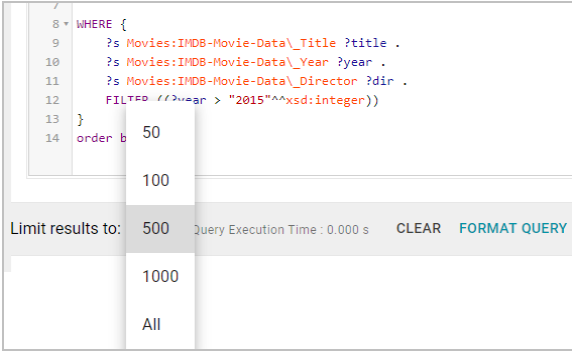 8 WHERE {
9 ?s Movies:IMDB-Movie-Data\_Title ?title .
10 ?s Movies:IMDB-Movie-Data\_Year ?year .
11 ?s Movies:IMDB-Movie-Data\_Director ?dir .
12 FILTER ((?year > "2015"^^xsd:integer))
13 }
14 order b
50
100
Limit results to: 500 Query Execution Time : 0.000 s CLEAR FORMAT QUERY
1000
All